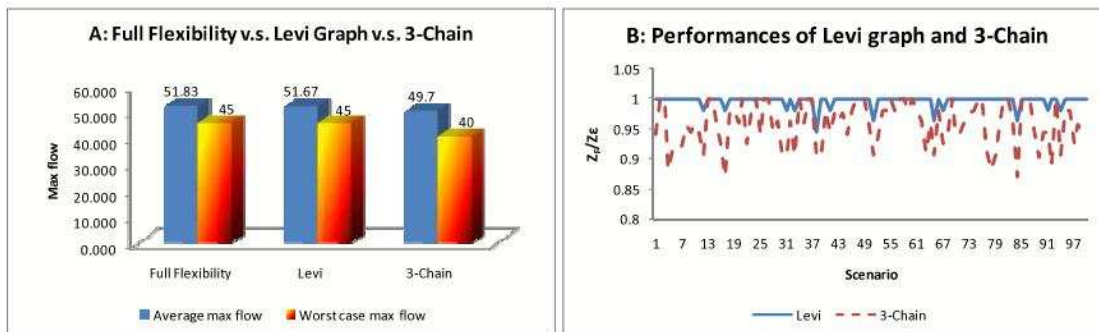 A: Full Flexibility v.s. Levi Graph v.s. 3-Chain
Max flow
60.000
50.000
40.000
30.000
20.000
10.000
0.000
51.83
45
51.67
45
49.7
40
Full Flexibility
Levi
3-Chain
Average max flow
Worst case max flow
B: Performances of Levi graph and 3-Chain
ZF/Zε
1.05
1
0.95
0.9
0.85
0.8
1 7 13 19 25 31 37 43 49 55 61 67 73 79 85 91 97
Scenario
Levi
3-Chain